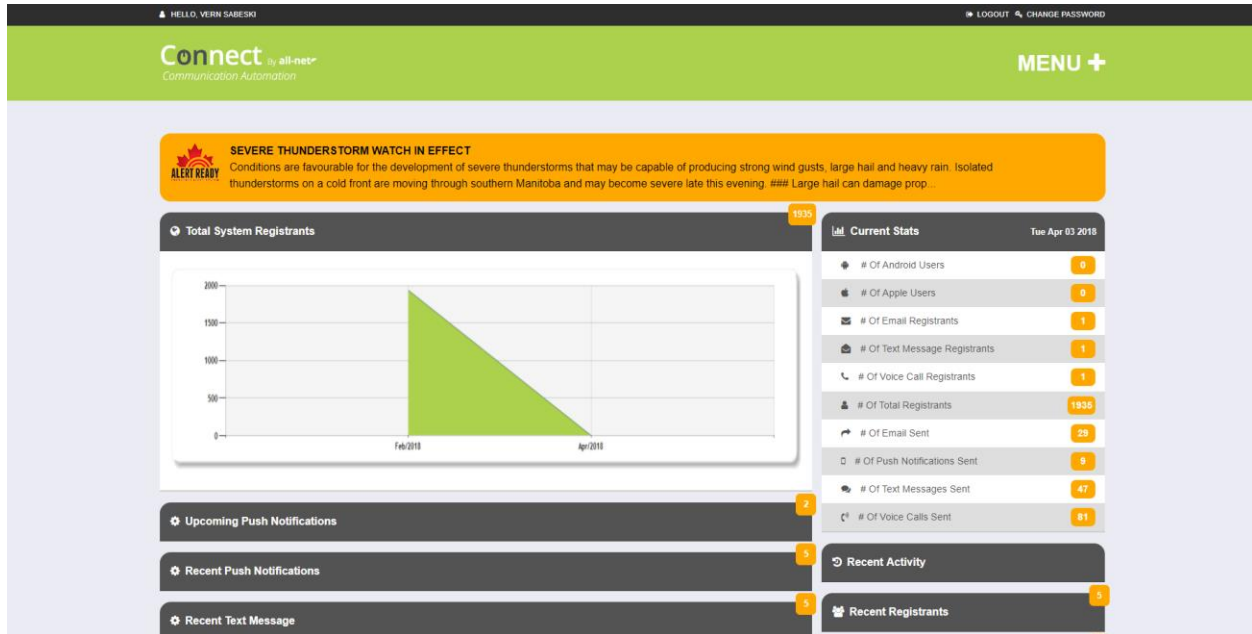 HELLO, VERN SABESKI
LOGOUT CHANGE PASSWORD
Connect By all-net
Communication Automation
MENU +
ALERT READY
SEVERE THUNDERSTORM WATCH IN EFFECT
Conditions are favourable for the development of severe thunderstorms that may be capable of producing strong wind gusts, large hail and heavy rain. Isolated
thunderstorms on a cold front are moving through southern Manitoba and may become severe late this evening. ### Large hail can damage prop...
Total System Registrants
1935
2000
1500
1000
500
0
Feb/2018
Apr/2018
Upcoming Push Notifications
2
Recent Push Notifications
5
Recent Text Message
5
Current Stats
Tue Apr 03 2018
# Of Android Users 0
# Of Apple Users 0
# Of Email Registrants 1
# Of Text Message Registrants 1
# Of Voice Call Registrants 1
# Of Total Registrants 1935
# Of Email Sent 29
# Of Push Notifications Sent 9
# Of Text Messages Sent 47
# Of Voice Calls Sent 81
Recent Activity
Recent Registrants
5